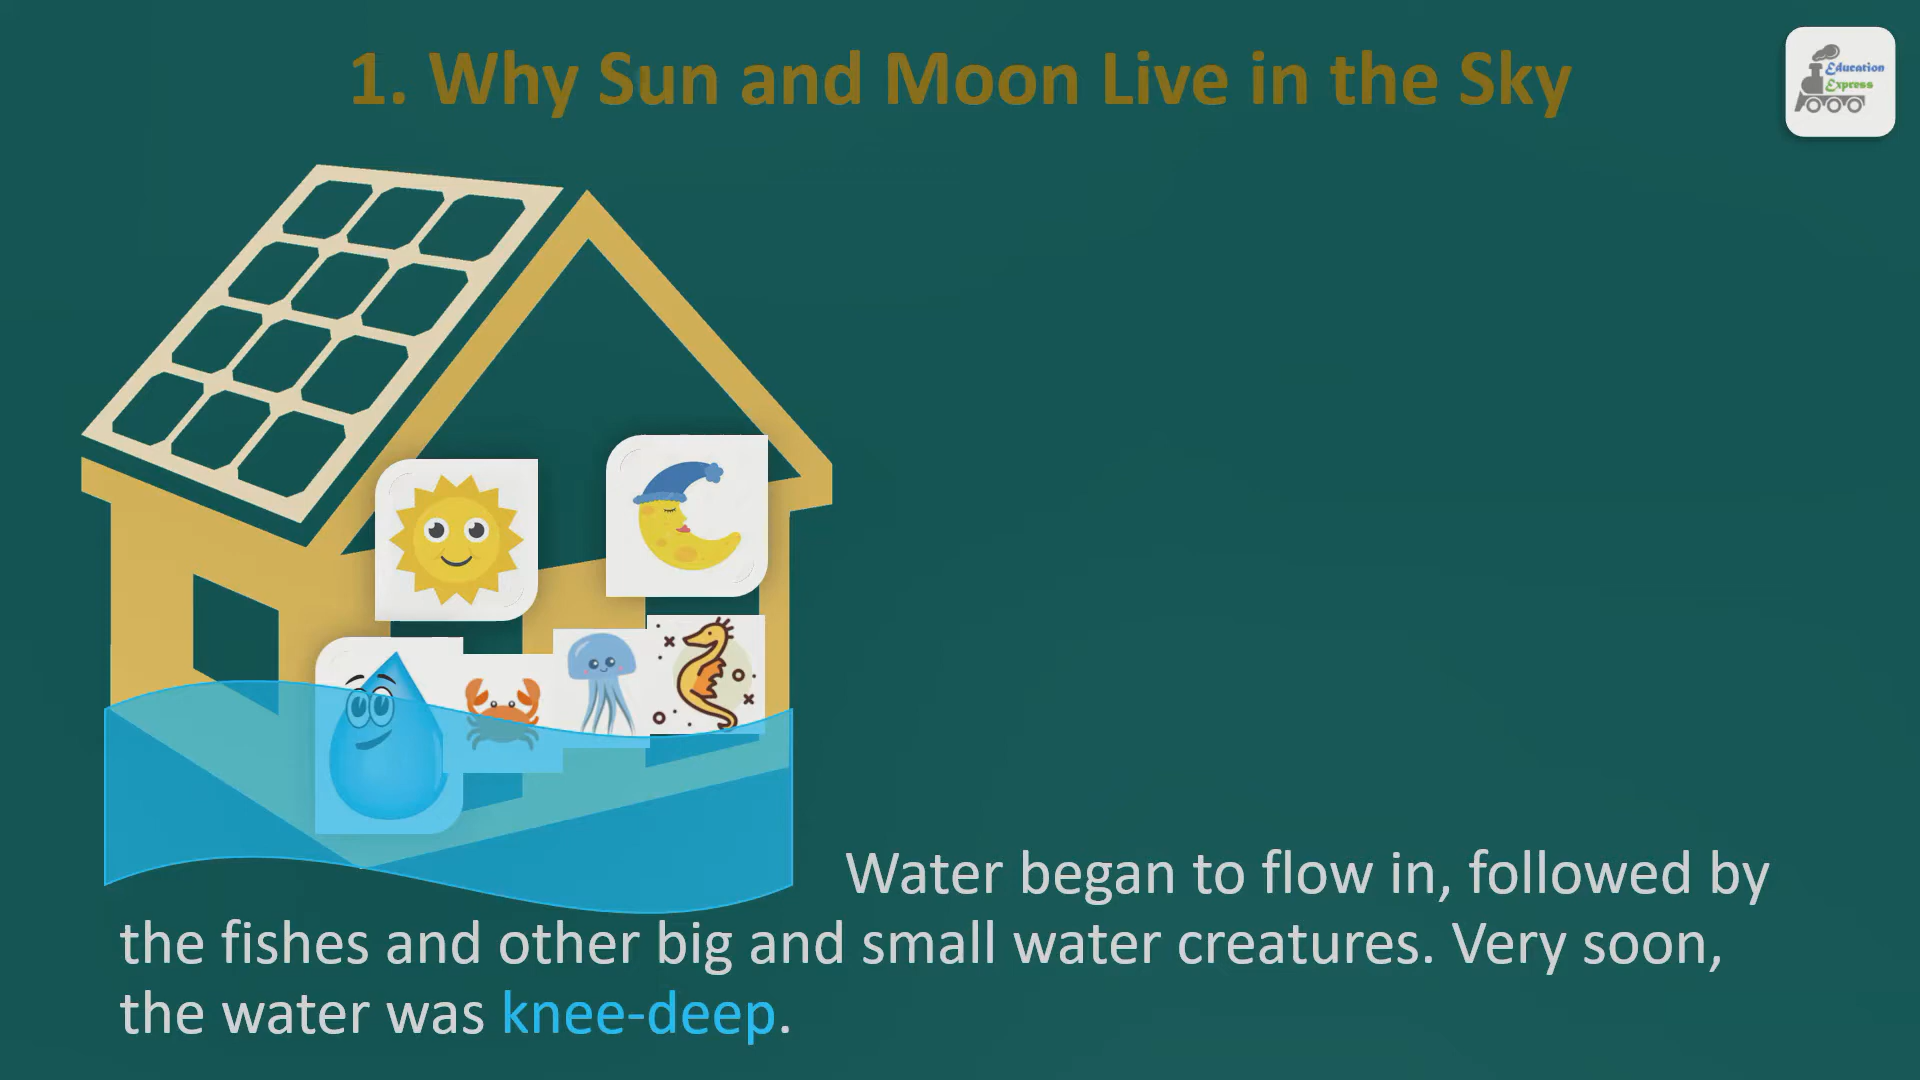 1. Why Sun and Moon Live in the Sky
Education
Express
Water began to flow in, followed by
the fishes and other big and small water creatures. Very soon,
the water was knee-deep.